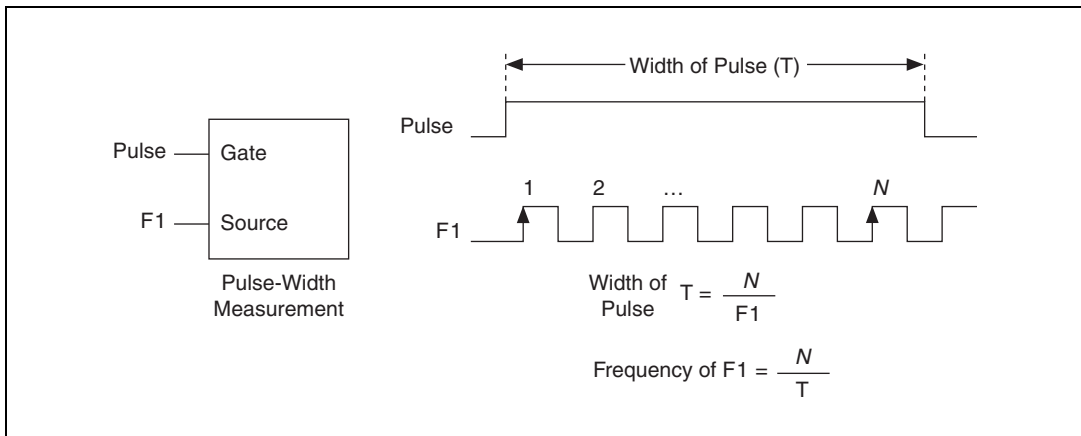 Width of Pulse (T)
Pulse
Pulse
Gate
1 2 … N
F1
Source
F1
Pulse-Width
Measurement
Width of
Pulse
T = N
F1
Frequency of F1 = N
T